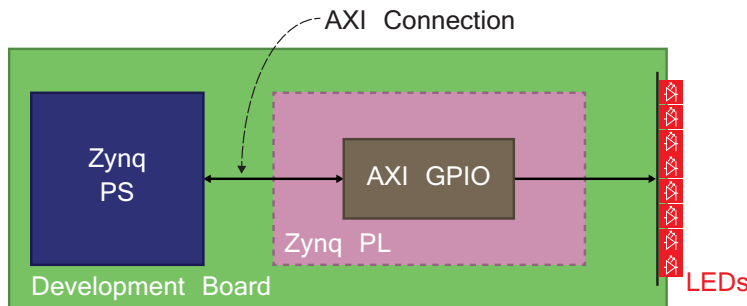 AXI Connection
Zynq
PS
AXI GPIO
Zynq PL
Development Board
LEDs